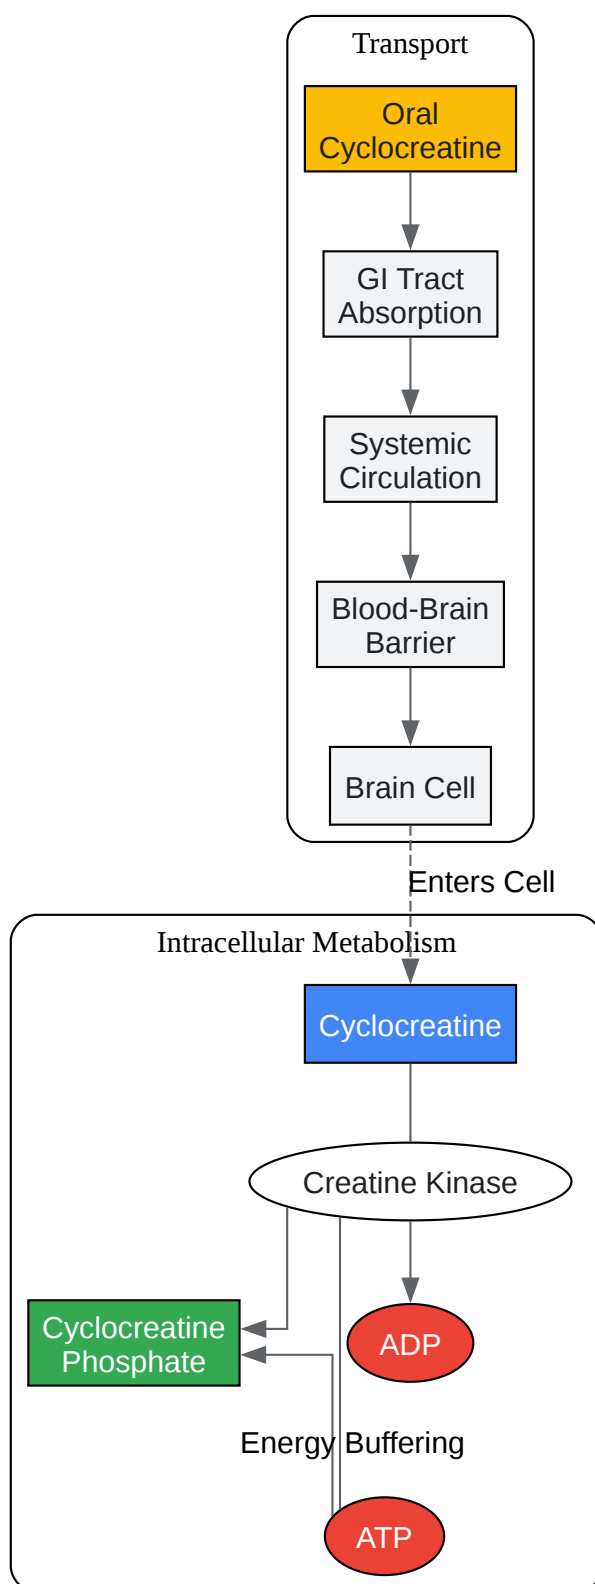 Transport
Oral
Cyclocreatine
GI Tract
Absorption
Systemic
Circulation
Blood-Brain
Barrier
Brain Cell
Enters Cell
Intracellular Metabolism
Cyclocreatine
Creatine Kinase
Cyclocreatine
Phosphate
ADP
Energy Buffering
ATP